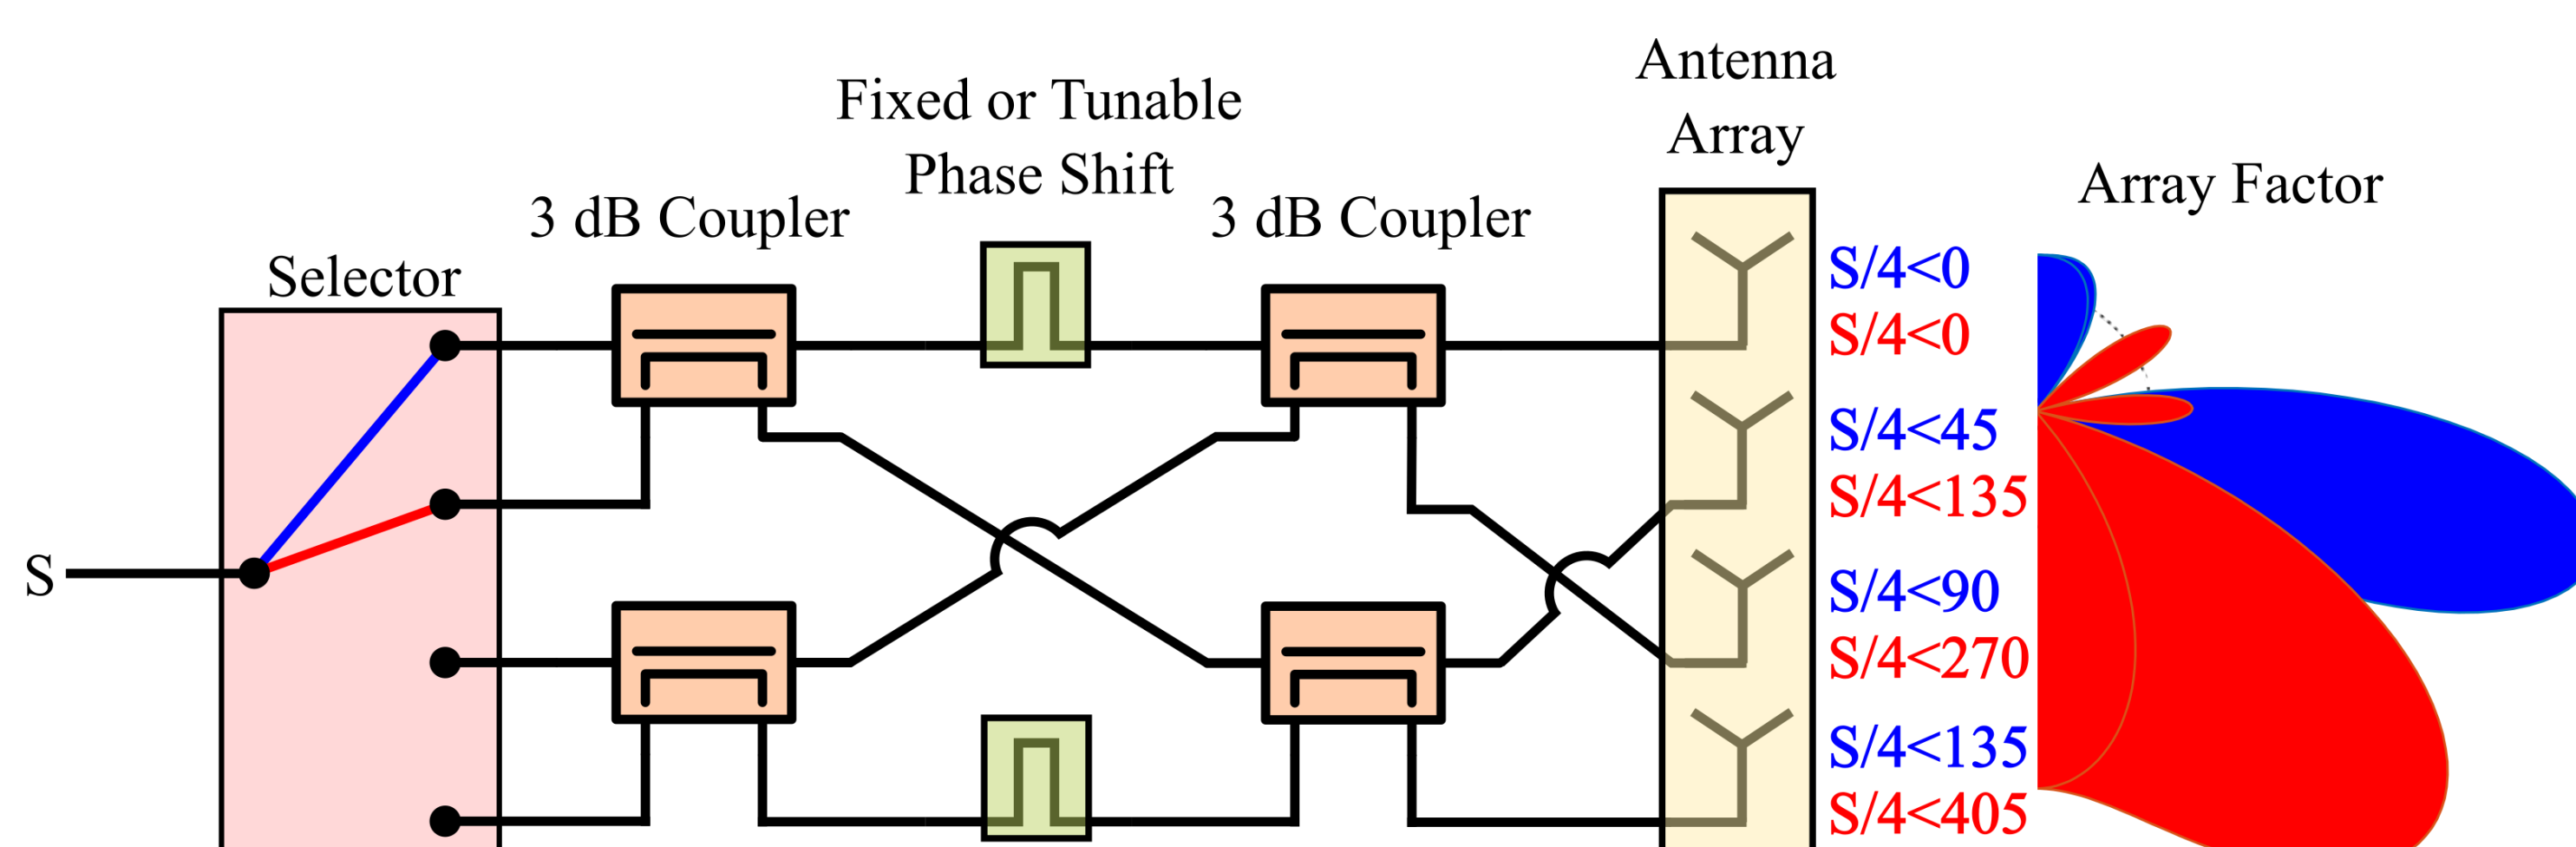 Antenna
Array
Fixed or Tunable
Phase Shift
Array Factor
3 dB Coupler
3 dB Coupler
Selector
S/4<0
S/4<0
S/4<45
S/4<135
S
S/4<90
S/4<270
S/4<135
S/4<405